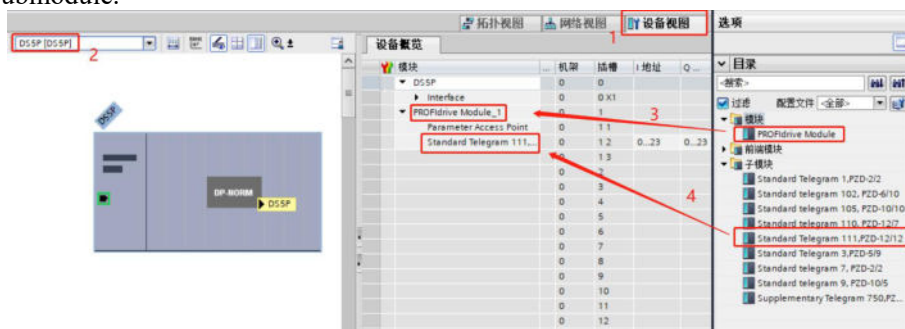 submodule.
拓扑视图 网络视图 设备视图 选项
1
DS5P [DS5P]
2
设备概览
模块 ... 机架 插槽 I 地址 Q ...
DS5P 0 0
Interface 0 0 X1
PROFIdrive Module_1 0 1
Parameter Access Point 0 1 1
Standard Telegram 111,... 0 1 2 0...23 0...23
0 1 3
0 2
0 3
0 4
0 5
0 6
0 7
0 8
0 9
0 10
0 11
0 12
3
4
DS5P
DP-NORM
DS5P
目录
<搜索>
过滤 配置文件 <全部>
模块
PROFIdrive Module
前端模块
子模块
Standard Telegram 1,PZD-2/2
Standard telegram 102, PZD-6/10
Standard telegram 105, PZD-10/10
Standard telegram 110, PZD-12/7
Standard Telegram 111,PZD-12/12
Standard Telegram 3,PZD-5/9
Standard telegram 7, PZD-2/2
Standard telegram 9, PZD-10/5
Supplementary Telegram 750,PZ...